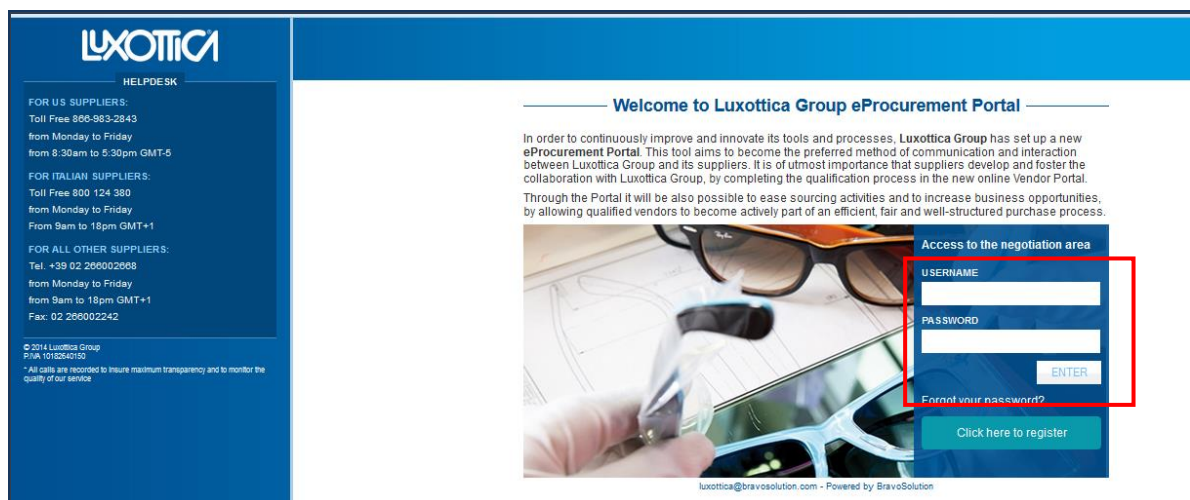 LUXOTTICA
HELPDESK
FOR US SUPPLIERS:
Toll Free 866-983-2843
from Monday to Friday
from 8:30am to 5:30pm GMT-5
FOR ITALIAN SUPPLIERS:
Toll Free 800 124 380
from Monday to Friday
From 9am to 18pm GMT+1
FOR ALL OTHER SUPPLIERS:
Tel. +39 02 266002668
from Monday to Friday
from 9am to 18pm GMT+1
Fax: 02 266002242
© 2014 Luxottica Group
P.IVA 10182640150
* All calls are recorded to insure maximum transparency and to monitor the
quality of our service
Welcome to Luxottica Group eProcurement Portal
In order to continuously improve and innovate its tools and processes, Luxottica Group has set up a new
eProcurement Portal. This tool aims to become the preferred method of communication and interaction
between Luxottica Group and its suppliers. It is of utmost importance that suppliers develop and foster the
collaboration with Luxottica Group, by completing the qualification process in the new online Vendor Portal.
Through the Portal it will be also possible to ease sourcing activities and to increase business opportunities,
by allowing qualified vendors to become actively part of an efficient, fair and well-structured purchase process.
Ray-Ban
Access to the negotiation area
USERNAME
PASSWORD
ENTER
Forgot your password?
Click here to register
luxottica@bravosolution.com - Powered by BravoSolution